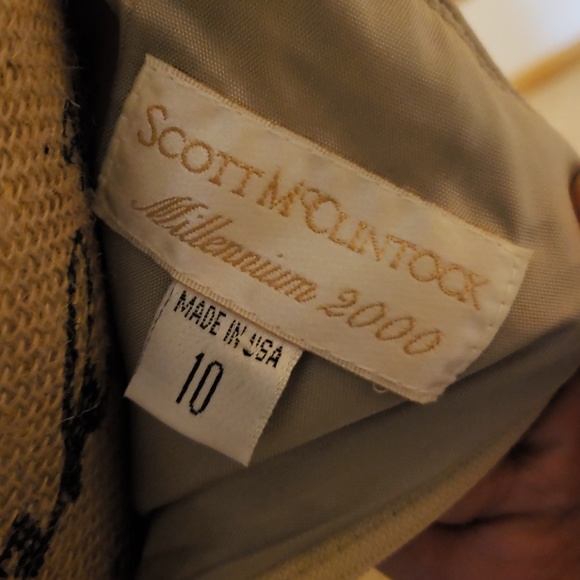 SCOTT MCCLINTOCK
Millennium 2000
MADE IN USA
10